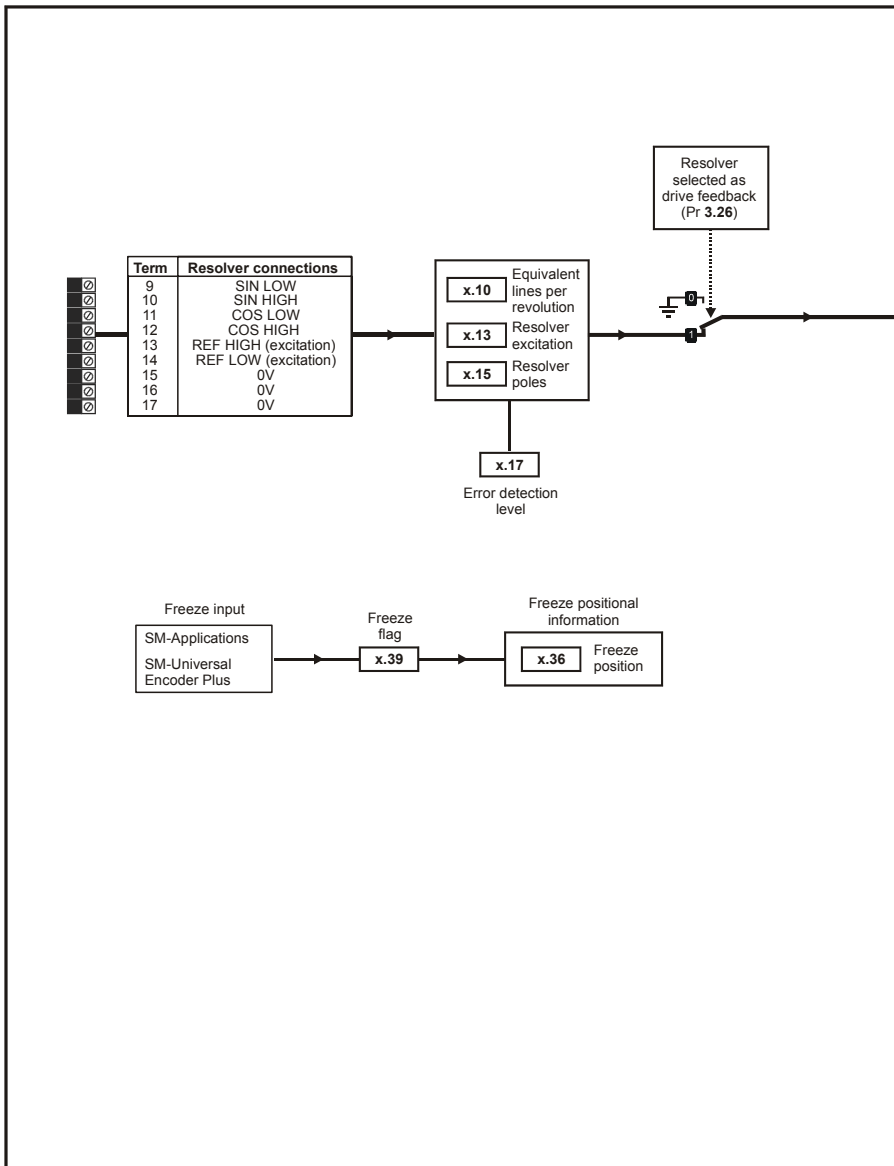 Resolver
selected as
drive feedback
(Pr 3.26)
Term Resolver connections
9 SIN LOW
10 SIN HIGH
11 COS LOW
12 COS HIGH
13 REF HIGH (excitation)
14 REF LOW (excitation)
15 0V
16 0V
17 0V
x.10 Equivalent
lines per
revolution
x.13 Resolver
excitation
x.15 Resolver
poles
0
1
x.17
Error detection
level
Freeze input
SM-Applications
SM-Universal
Encoder Plus
Freeze
flag
x.39
Freeze positional
information
x.36 Freeze
position